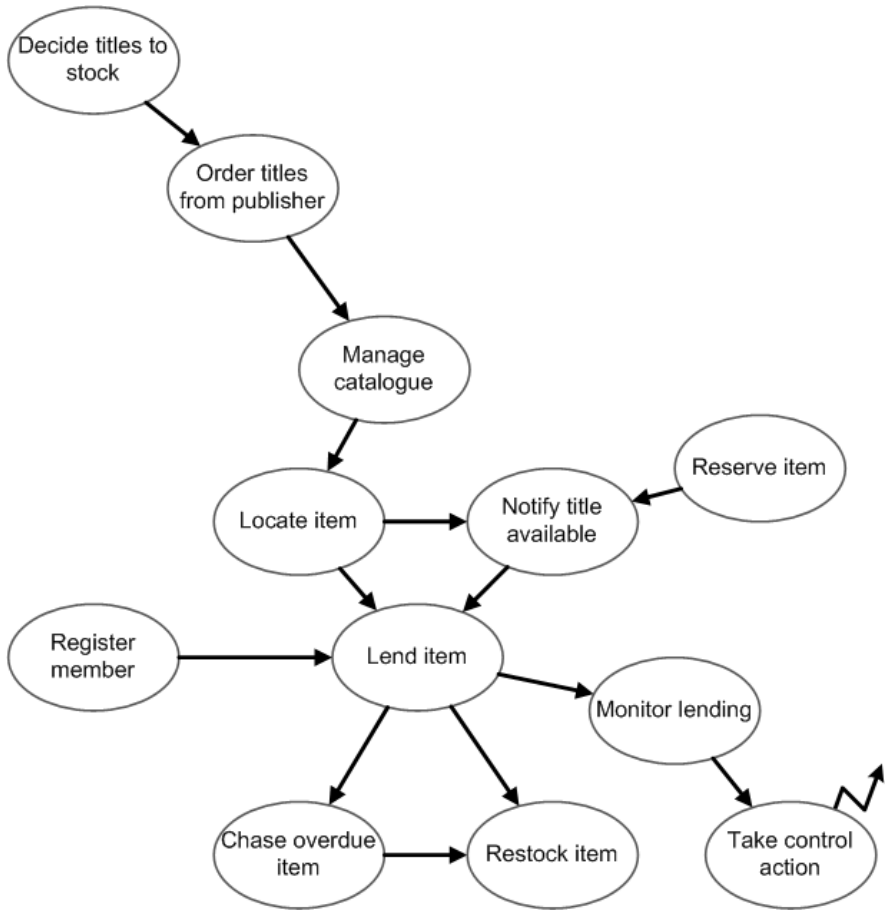 Decide titles to
stock
Order titles
from publisher
Manage
catalogue
Reserve item
Locate item
Notify title
available
Register
member
Lend item
Monitor lending
Chase overdue
item
Restock item
Take control
action